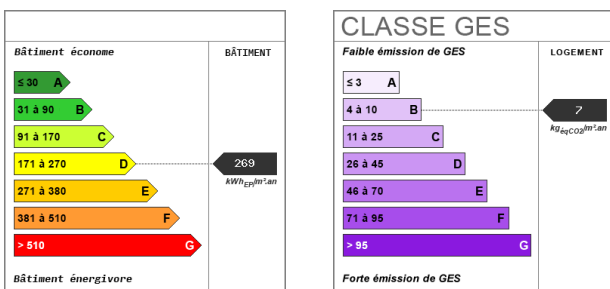 Bâtiment économe
BÂTIMENT
≤ 30 A
31 à 90 B
91 à 170 C
171 à 270 D
269
kWhEP/m².an
271 à 380 E
381 à 510 F
> 510 G
Bâtiment énergivore
CLASSE GES
Faible émission de GES
LOGEMENT
≤ 3 A
4 à 10 B
7
kgéqCO2/m².an
11 à 25 C
26 à 45 D
46 à 70 E
71 à 95 F
> 95 G
Forte émission de GES